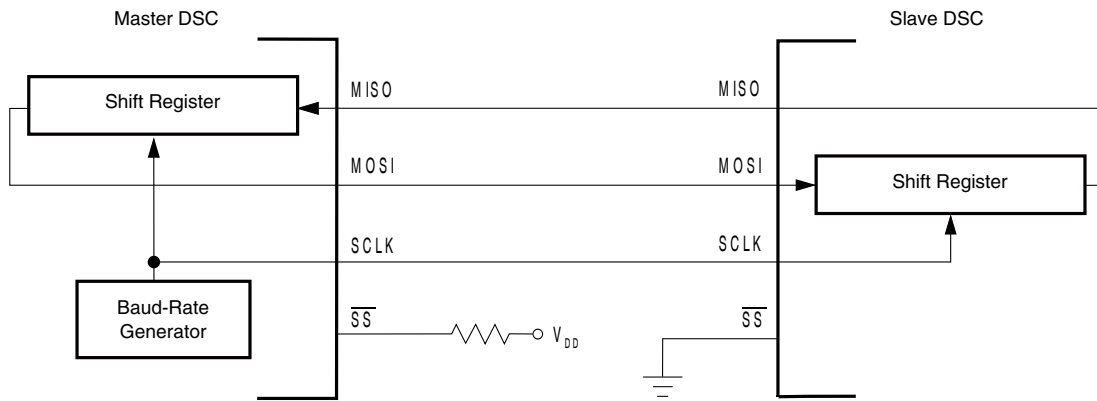 Master DSC
Slave DSC
Shift Register
MISO
MISO
MOSI
MOSI
Shift Register
SCLK
SCLK
Baud-Rate
Generator
SS
VDD
SS